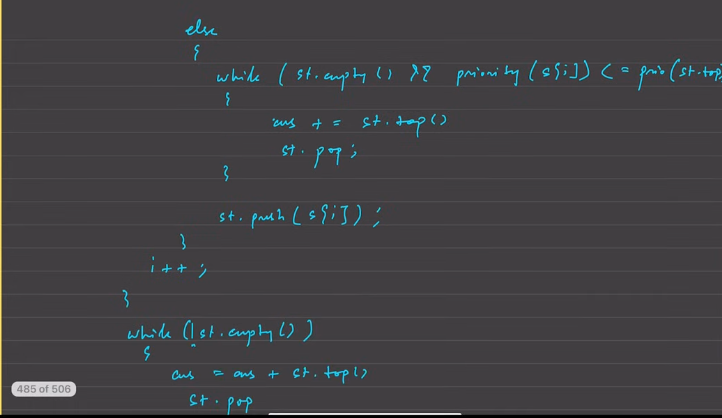 else
{
while ( st.empty () && priority (s[i]) <= prio (st.top
{
ans += st.top()
st. pop;
}
st.push ( s[i]) ;
}
i++ ;
}
while (!st.empty())
{
ans = ans + st.top()
485 of 506
st.pop